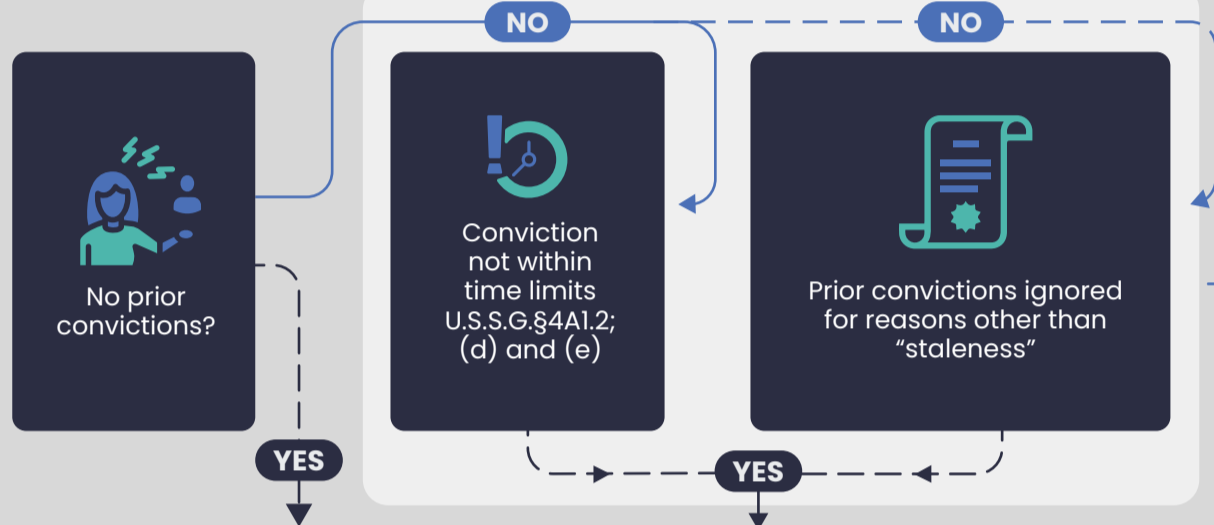 NO
NO
No prior
convictions?
Conviction
not within
time limits
U.S.S.G.§4A1.2;
(d) and (e)
Prior convictions ignored
for reasons other than
“staleness”
YES
YES